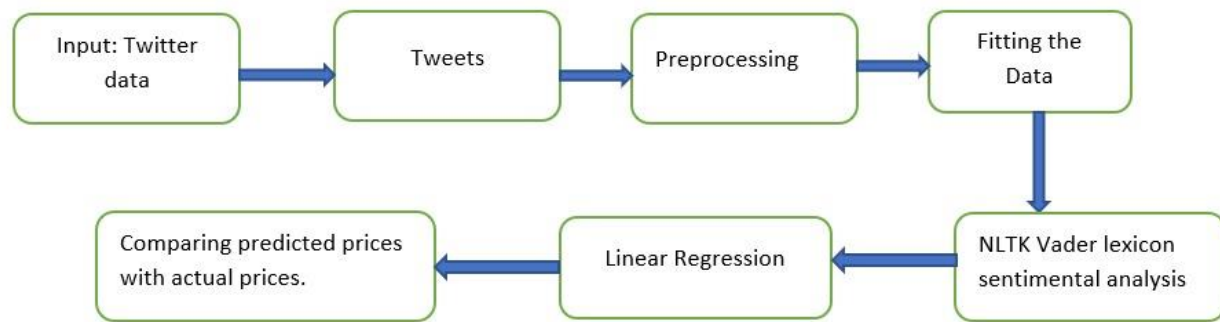 Input: Twitter
data
Tweets
Preprocessing
Fitting the
Data
NLTK Vader lexicon
sentimental analysis
Linear Regression
Comparing predicted prices
with actual prices.